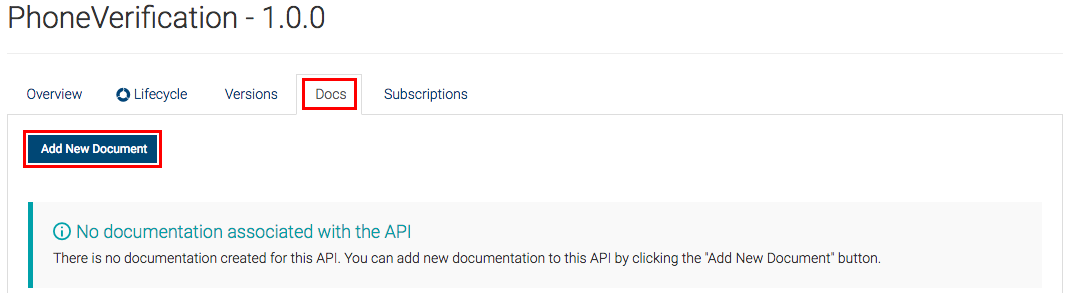 PhoneVerification - 1.0.0
Overview Lifecycle Versions Docs Subscriptions
Add New Document
No documentation associated with the API
There is no documentation created for this API. You can add new documentation to this API by clicking the "Add New Document" button.